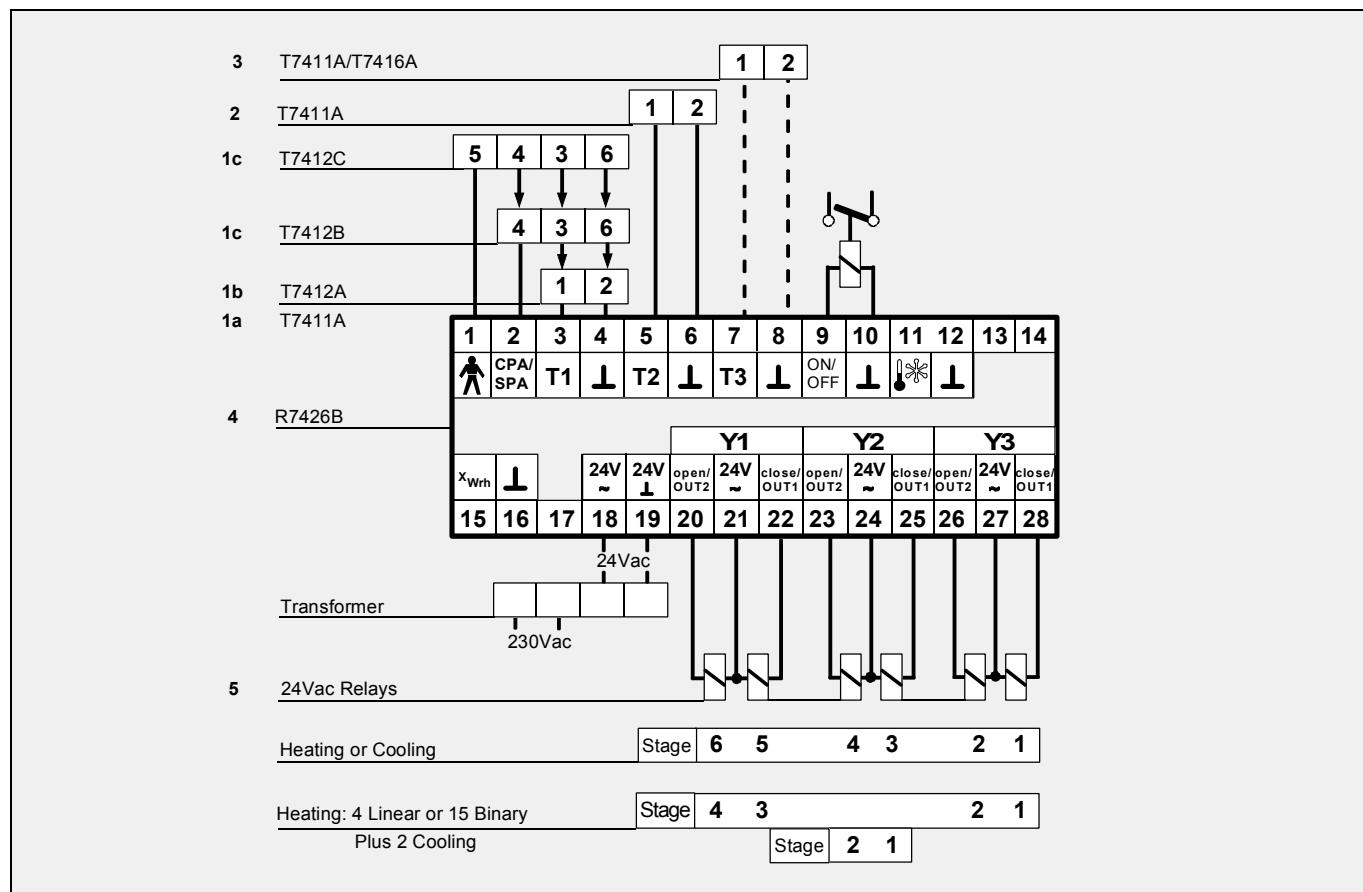 3 T7411A/T7416A 1 2
2 T7411A 1 2
1c T7412C 5 4 3 6
1c T7412B 4 3 6
1b T7412A 1 2
1a T7411A
1 2 3 4 5 6 7 8 9 10 11 12 13 14
CPA/ SPA T1 T2 T3 ON/ OFF
4 R7426B
Y1 Y2 Y3
XWrh 24V ~ 24V open/ OUT2 24V ~ close/ OUT1 open/ OUT2 24V ~ close/ OUT1 open/ OUT2 24V ~ close/ OUT1
15 16 17 18 19 20 21 22 23 24 25 26 27 28
24Vac
Transformer
230Vac
5 24Vac Relays
Heating or Cooling Stage 6 5 4 3 2 1
Heating: 4 Linear or 15 Binary Stage 4 3 2 1
Plus 2 Cooling Stage 2 1